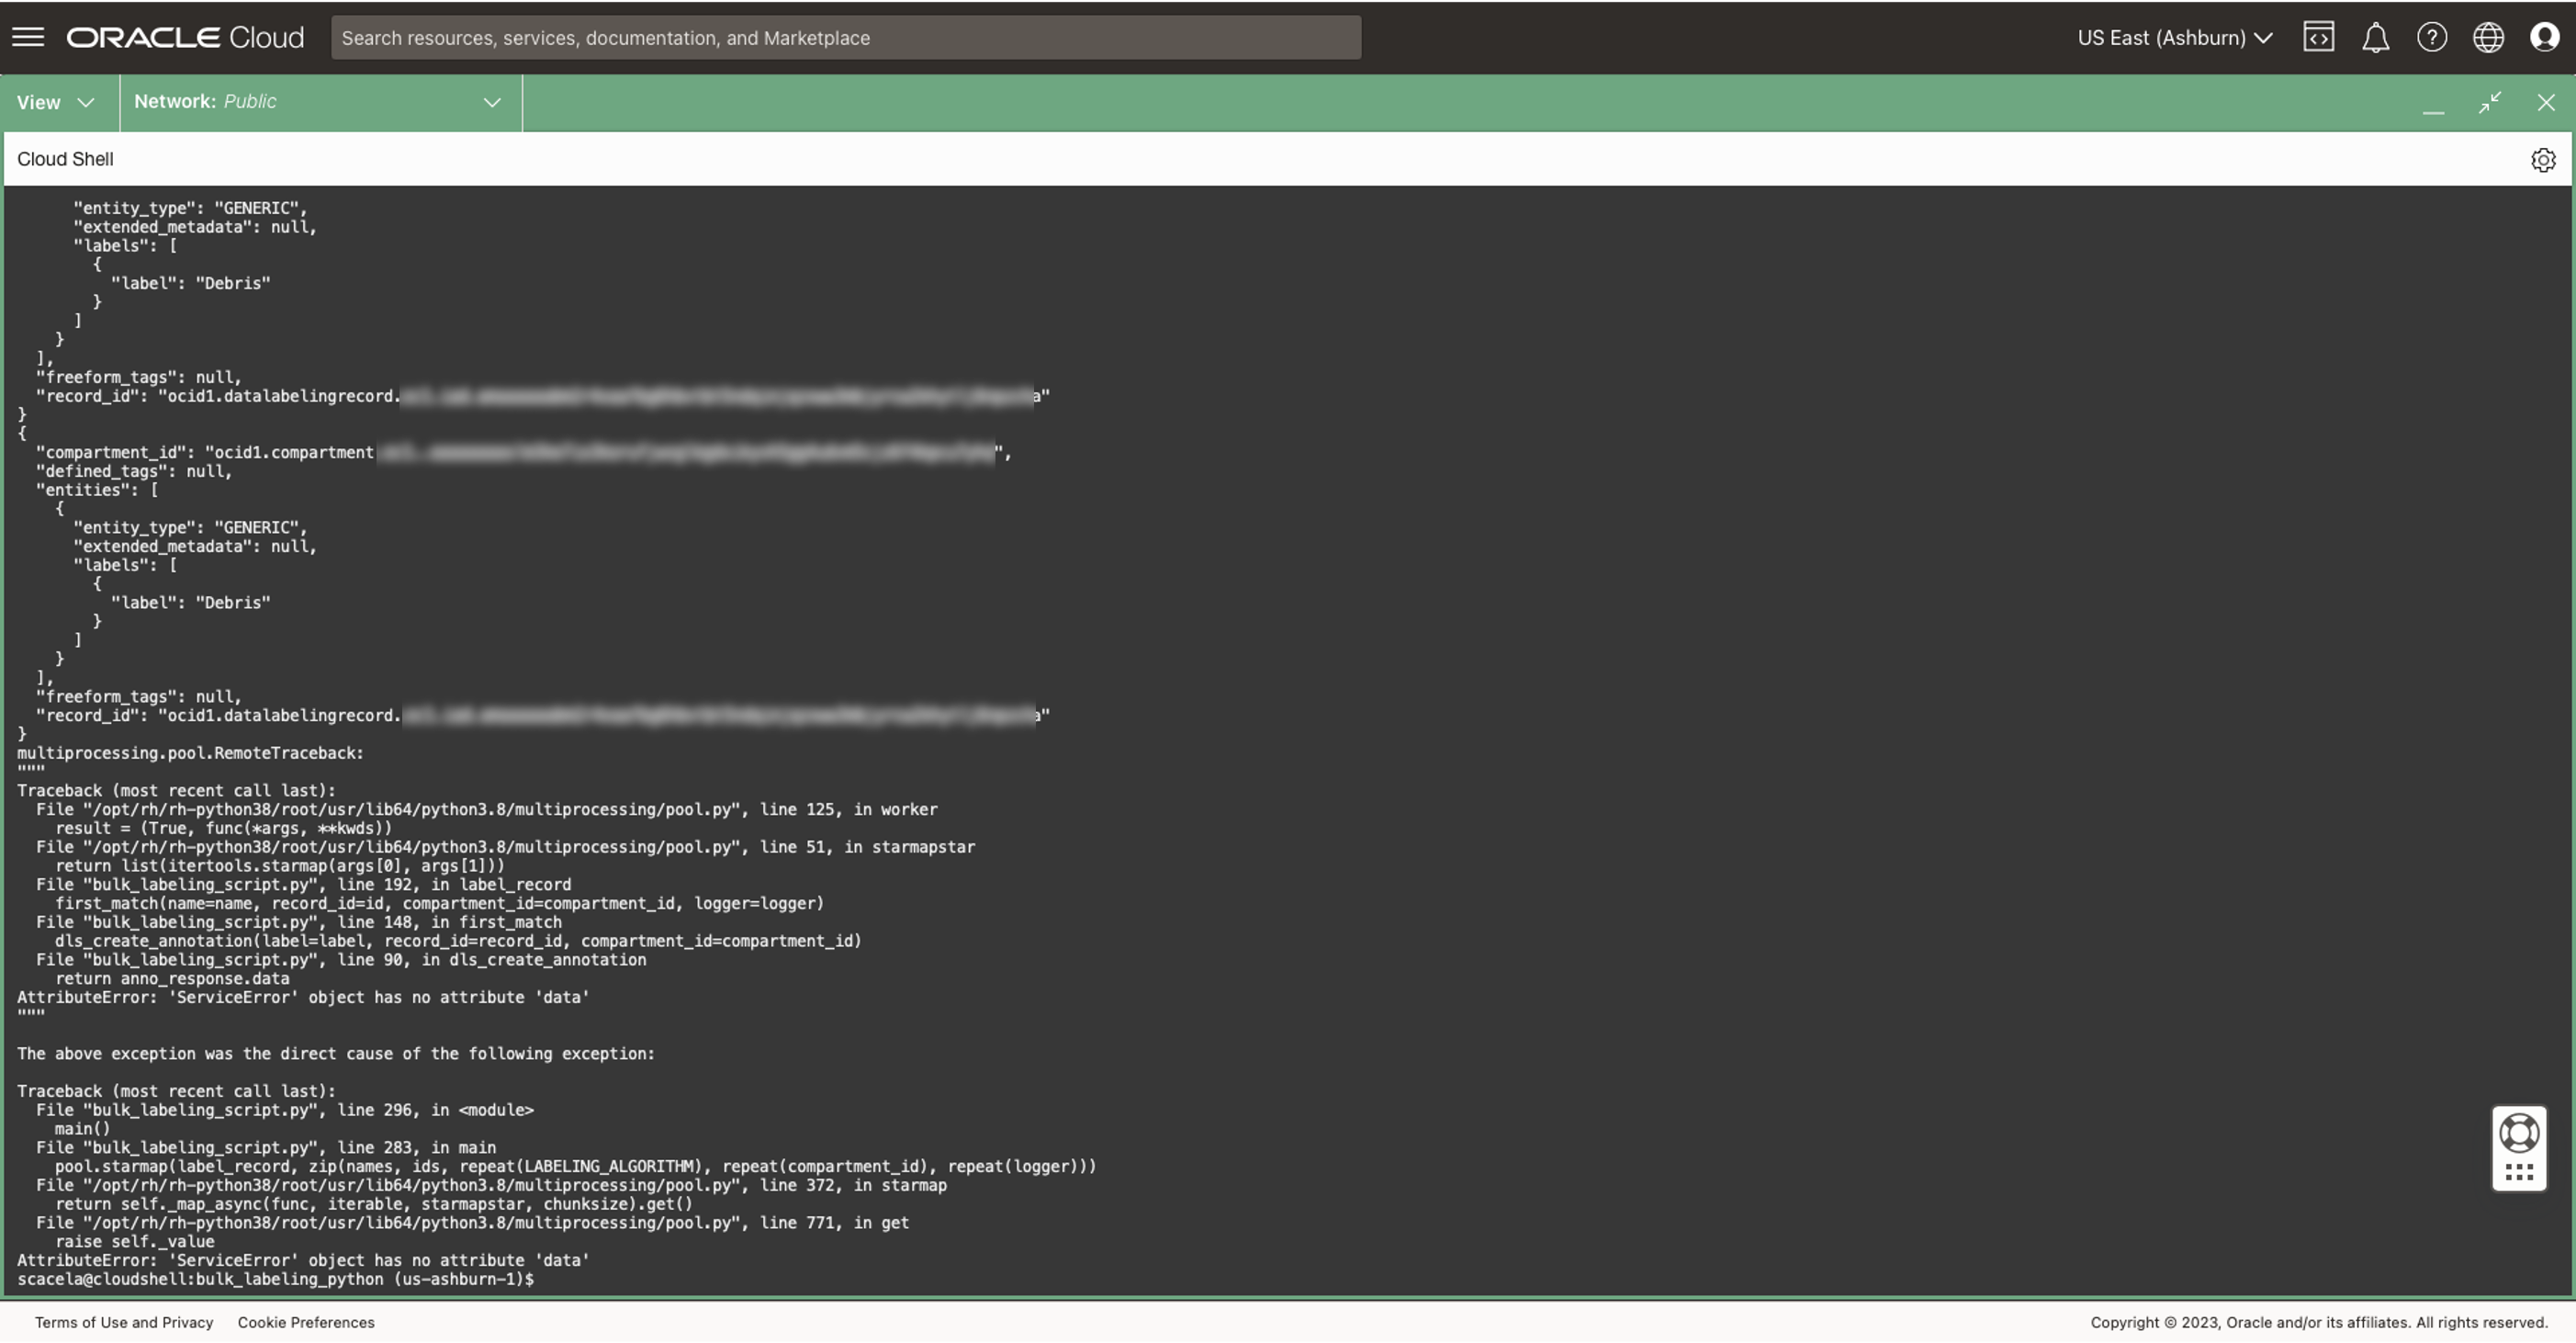 ORACLE Cloud
Search resources, services, documentation, and Marketplace
US East (Ashburn)
View
Network: Public
Cloud Shell
"entity_type": "GENERIC",
"extended_metadata": null,
"labels": [
{
"label": "Debris"
}
]
}
],
"freeform_tags": null,
"record_id": "ocid1.datalabelingrecord. a"
}
{
"compartment_id": "ocid1.compartment ",
"defined_tags": null,
"entities": [
{
"entity_type": "GENERIC",
"extended_metadata": null,
"labels": [
{
"label": "Debris"
}
]
}
],
"freeform_tags": null,
"record_id": "ocid1.datalabelingrecord. a"
}
multiprocessing.pool.RemoteTraceback:
"""
Traceback (most recent call last):
File "/opt/rh/rh-python38/root/usr/lib64/python3.8/multiprocessing/pool.py", line 125, in worker
result = (True, func(*args, **kwds))
File "/opt/rh/rh-python38/root/usr/lib64/python3.8/multiprocessing/pool.py", line 51, in starmapstar
return list(itertools.starmap(args[0], args[1]))
File "bulk_labeling_script.py", line 192, in label_record
first_match(name=name, record_id=id, compartment_id=compartment_id, logger=logger)
File "bulk_labeling_script.py", line 148, in first_match
dls_create_annotation(label=label, record_id=record_id, compartment_id=compartment_id)
File "bulk_labeling_script.py", line 90, in dls_create_annotation
return anno_response.data
AttributeError: 'ServiceError' object has no attribute 'data'
"""
The above exception was the direct cause of the following exception:
Traceback (most recent call last):
File "bulk_labeling_script.py", line 296, in <module>
main()
File "bulk_labeling_script.py", line 283, in main
pool.starmap(label_record, zip(names, ids, repeat(LABELING_ALGORITHM), repeat(compartment_id), repeat(logger)))
File "/opt/rh/rh-python38/root/usr/lib64/python3.8/multiprocessing/pool.py", line 372, in starmap
return self._map_async(func, iterable, starmapstar, chunksize).get()
File "/opt/rh/rh-python38/root/usr/lib64/python3.8/multiprocessing/pool.py", line 771, in get
raise self._value
AttributeError: 'ServiceError' object has no attribute 'data'
scacela@cloudshell:bulk_labeling_python (us-ashburn-1)$
Terms of Use and Privacy
Cookie Preferences
Copyright © 2023, Oracle and/or its affiliates. All rights reserved.